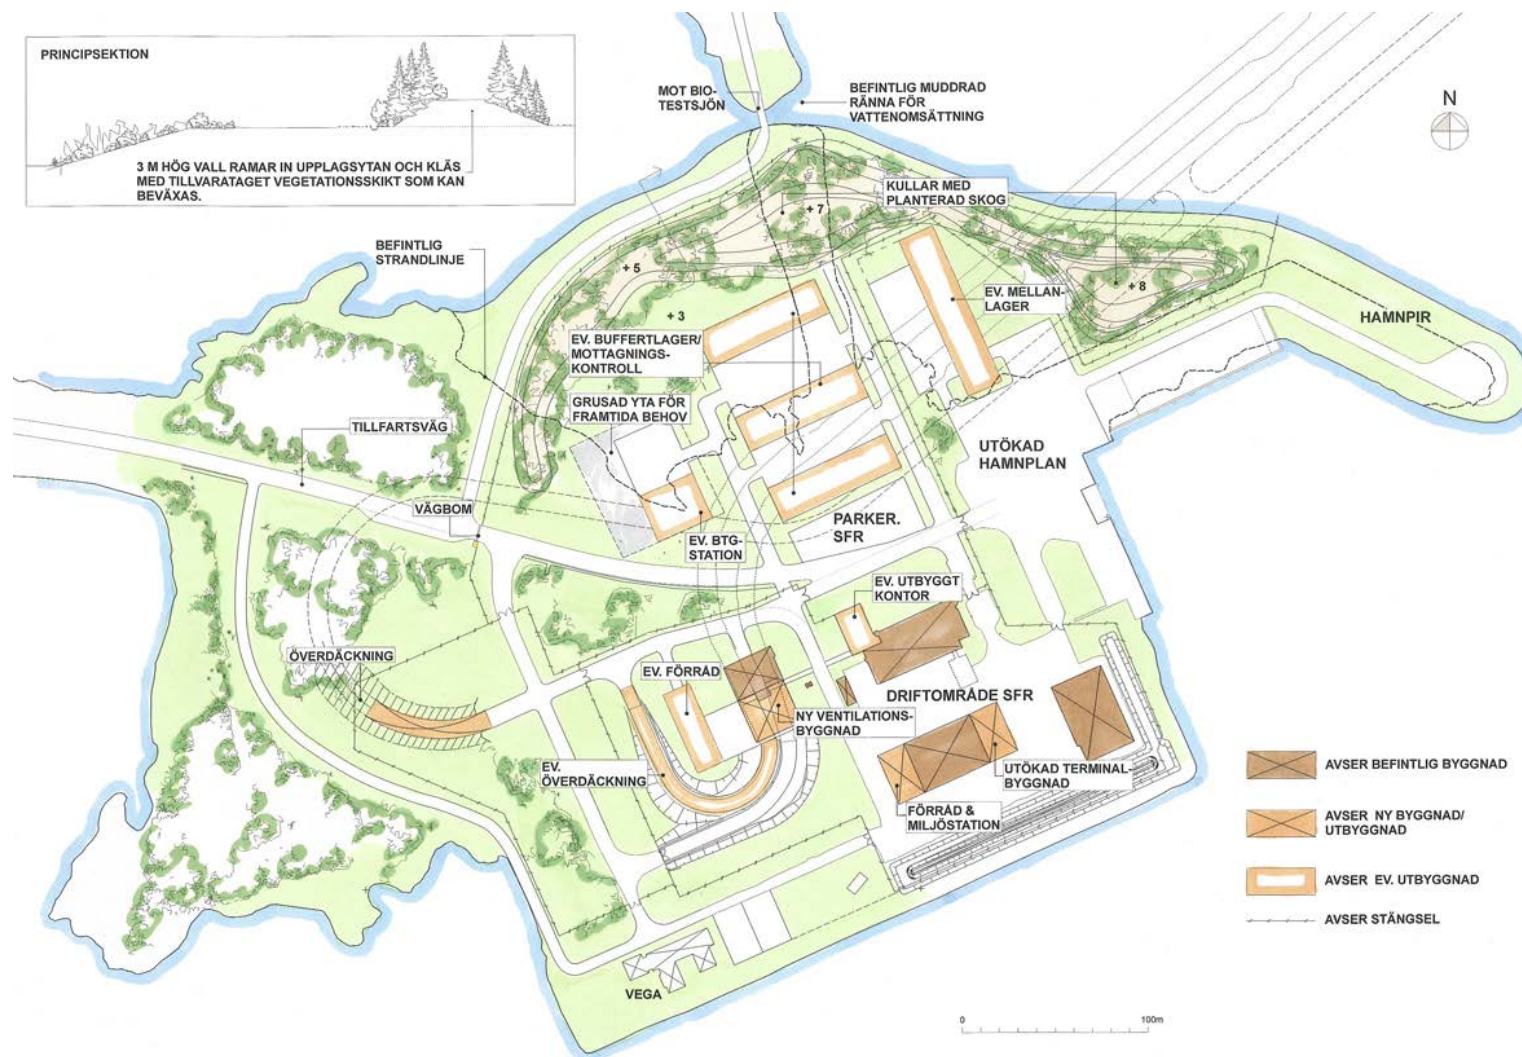 PRINCIPSEKTION
3 M HÖG VALL RAMAR IN UPPLAGSYTAN OCH KLÄS
MED TILLVARATAGET VEGETATIONSSKIKT SOM KAN
BEVÄXAS.
MOT BIO-
TESTSJÖN
BEFINTLIG MUDDRAD
RÄNNA FÖR
VATTENOMSÄTTNING
N
KULLAR MED
PLANTERAD SKOG
+ 7
BEFINTLIG
STRANDLINJE
+ 5
+ 8
EV. MELLAN-
LAGER
+ 3
HAMNPIR
EV. BUFFERTLAGER/
MOTTAGNINGS-
KONTROLL
GRUSAD YTA FÖR
FRAMTIDA BEHOV
TILLFARTSVÄG
UTÖKAD
HAMNPLAN
VÄGBOM
PARKER.
SFR
EV. BTG-
STATION
EV. UTBYGGT
KONTOR
ÖVERDÄCKNING
EV. FÖRRÅD
DRIFTOMRÅDE SFR
NY VENTILATIONS-
BYGGNAD
EV.
ÖVERDÄCKNING
UTÖKAD TERMINAL-
BYGGNAD
FÖRRÅD &
MILJÖSTATION
VEGA
AVSER BEFINTLIG BYGGNAD
AVSER NY BYGGNAD/
UTBYGGNAD
AVSER EV. UTBYGGNAD
AVSER STÄNGSEL
0 100m